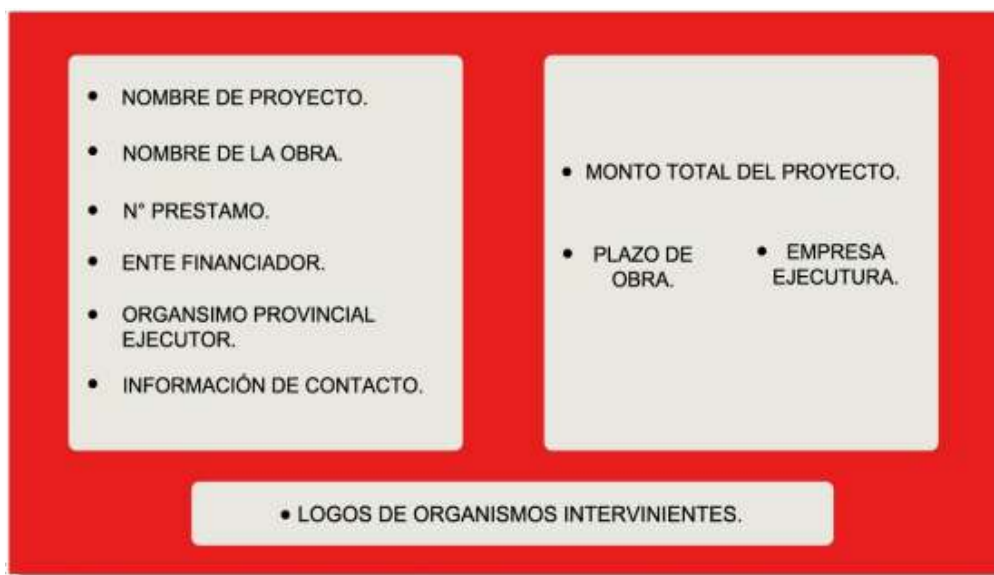 • NOMBRE DE PROYECTO.
• NOMBRE DE LA OBRA.
• N° PRESTAMO.
• ENTE FINANCIADOR.
• ORGANSIMO PROVINCIAL
EJECUTOR.
• INFORMACIÓN DE CONTACTO.
• MONTO TOTAL DEL PROYECTO.
• PLAZO DE
OBRA.
• EMPRESA
EJECUTURA.
• LOGOS DE ORGANISMOS INTERVINIENTES.